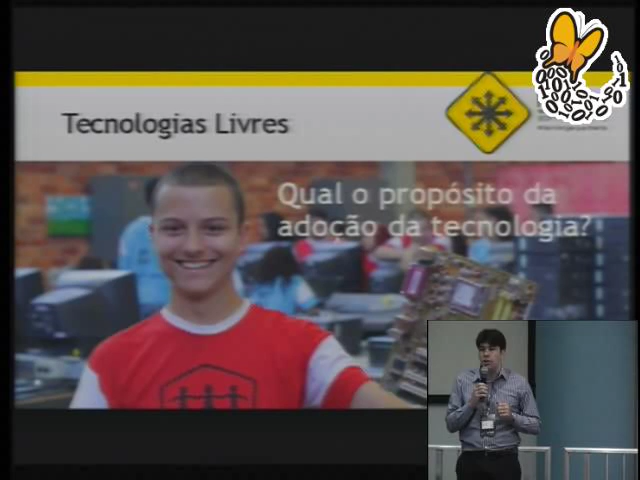 Tecnologias Livres
Qual o propósito da
adoção da tecnologia?